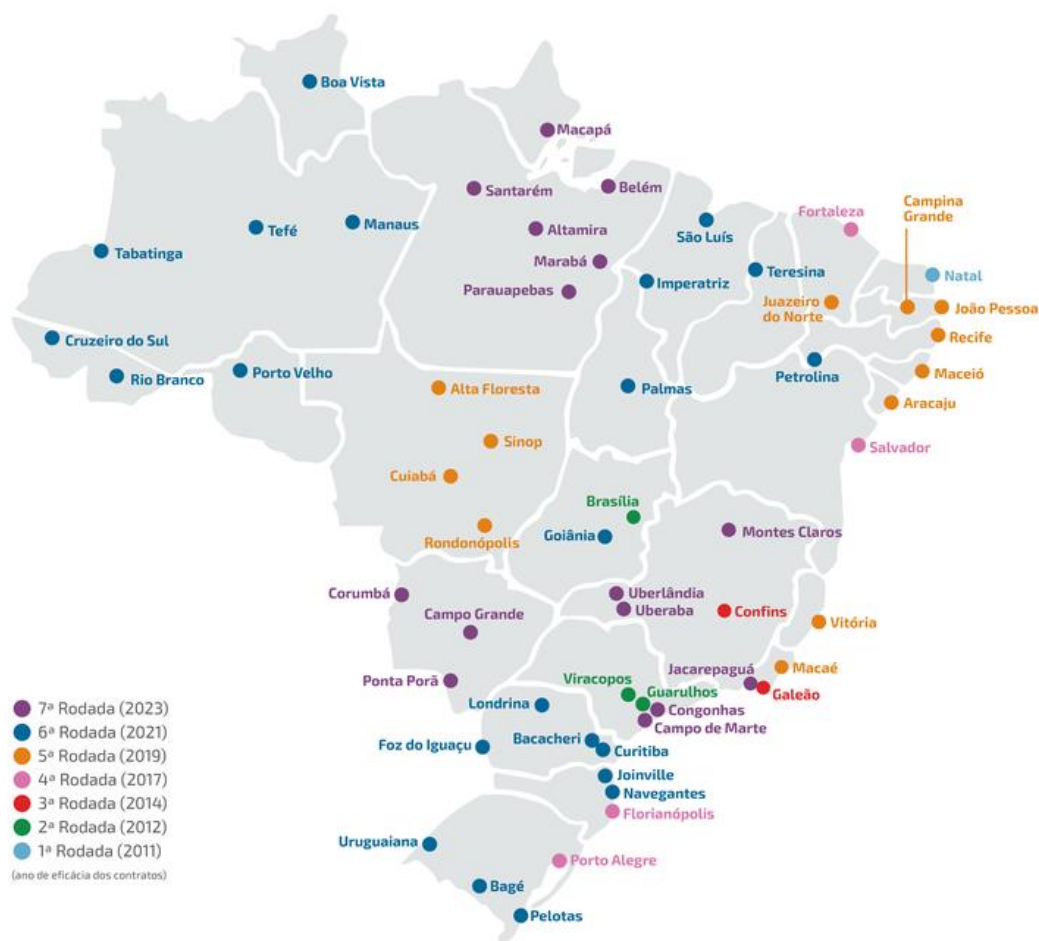 Boa Vista
Macapá
Santarém
Belém
Campina
Grande
Fortaleza
Tefé
Manaus
Altamira
São Luís
Tabatinga
Marabá
Teresina
Natal
Imperatriz
Parauapebas
Juazeiro
do Norte
João Pessoa
Cruzeiro do Sul
Recife
Rio Branco
Porto Velho
Petrolina
Maceió
Alta Floresta
Palmas
Aracaju
Sinop
Salvador
Cuiabá
Brasília
Goiânia
Montes Claros
Rondonópolis
Corumbá
Uberlândia
Uberaba
Campo Grande
Confins
Vitória
Jacarepaguá
Macaé
Ponta Porã
Viracopos
Guarulhos
Galeão
Londrina
Congonhas
Campo de Marte
Foz do Iguaçu
Bacacheri
Curitiba
Joinville
Navegantes
Florianópolis
Uruguaiana
Porto Alegre
Bagé
Pelotas
7ª Rodada (2023)
6ª Rodada (2021)
5ª Rodada (2019)
4ª Rodada (2017)
3ª Rodada (2014)
2ª Rodada (2012)
1ª Rodada (2011)
(ano de eficácia dos contratos)